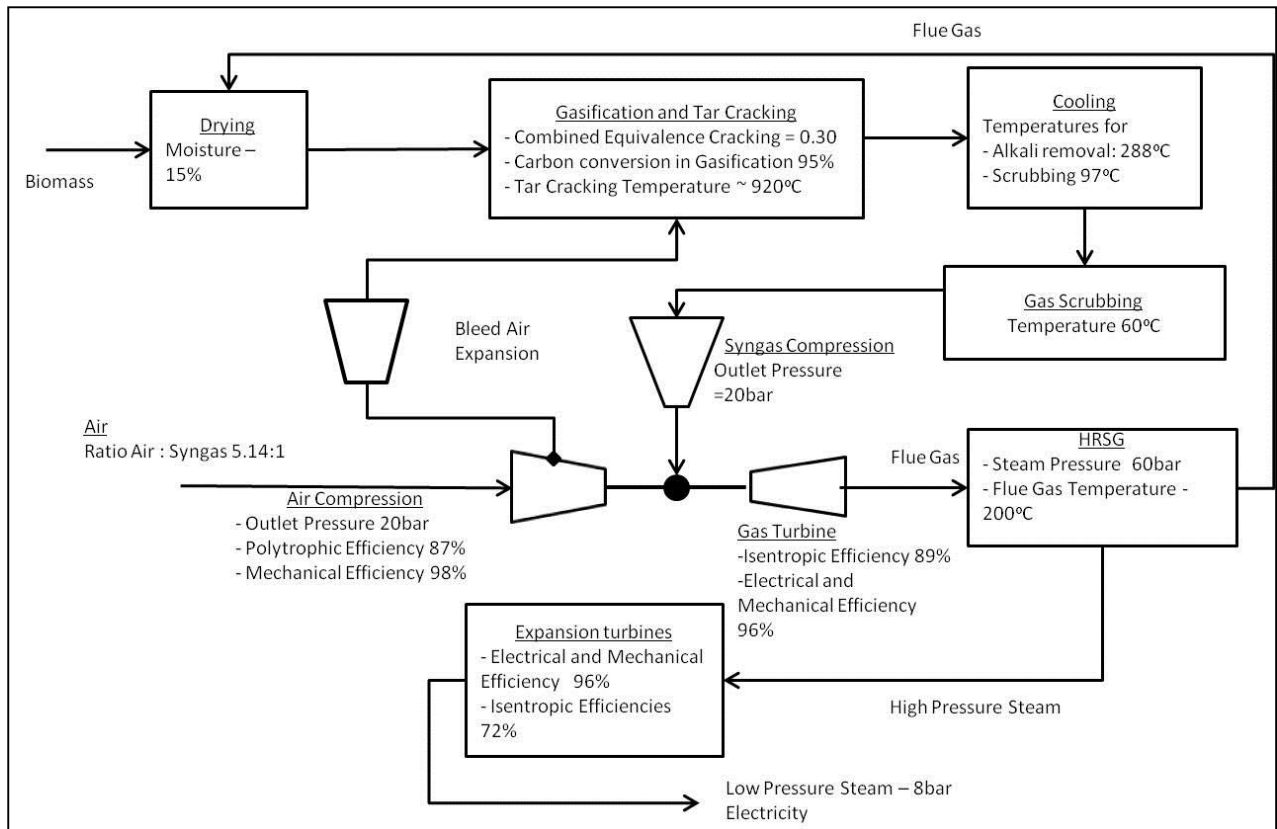 Flue Gas
Drying
Moisture –
15%
Biomass
Gasification and Tar Cracking
- Combined Equivalence Cracking = 0.30
- Carbon conversion in Gasification 95%
- Tar Cracking Temperature ~ 920ºC
Cooling
Temperatures for
- Alkali removal: 288ºC
- Scrubbing 97ºC
Gas Scrubbing
Temperature 60ºC
Bleed Air
Expansion
Syngas Compression
Outlet Pressure
=20bar
Air
Ratio Air : Syngas 5.14:1
Air Compression
- Outlet Pressure 20bar
- Polytrophic Efficiency 87%
- Mechanical Efficiency 98%
Gas Turbine
-Isentropic Efficiency 89%
-Electrical and
Mechanical Efficiency
96%
Flue Gas
HRSG
- Steam Pressure 60bar
- Flue Gas Temperature -
200ºC
Expansion turbines
- Electrical and Mechanical
Efficiency 96%
- Isentropic Efficiencies
72%
High Pressure Steam
Low Pressure Steam – 8bar
Electricity